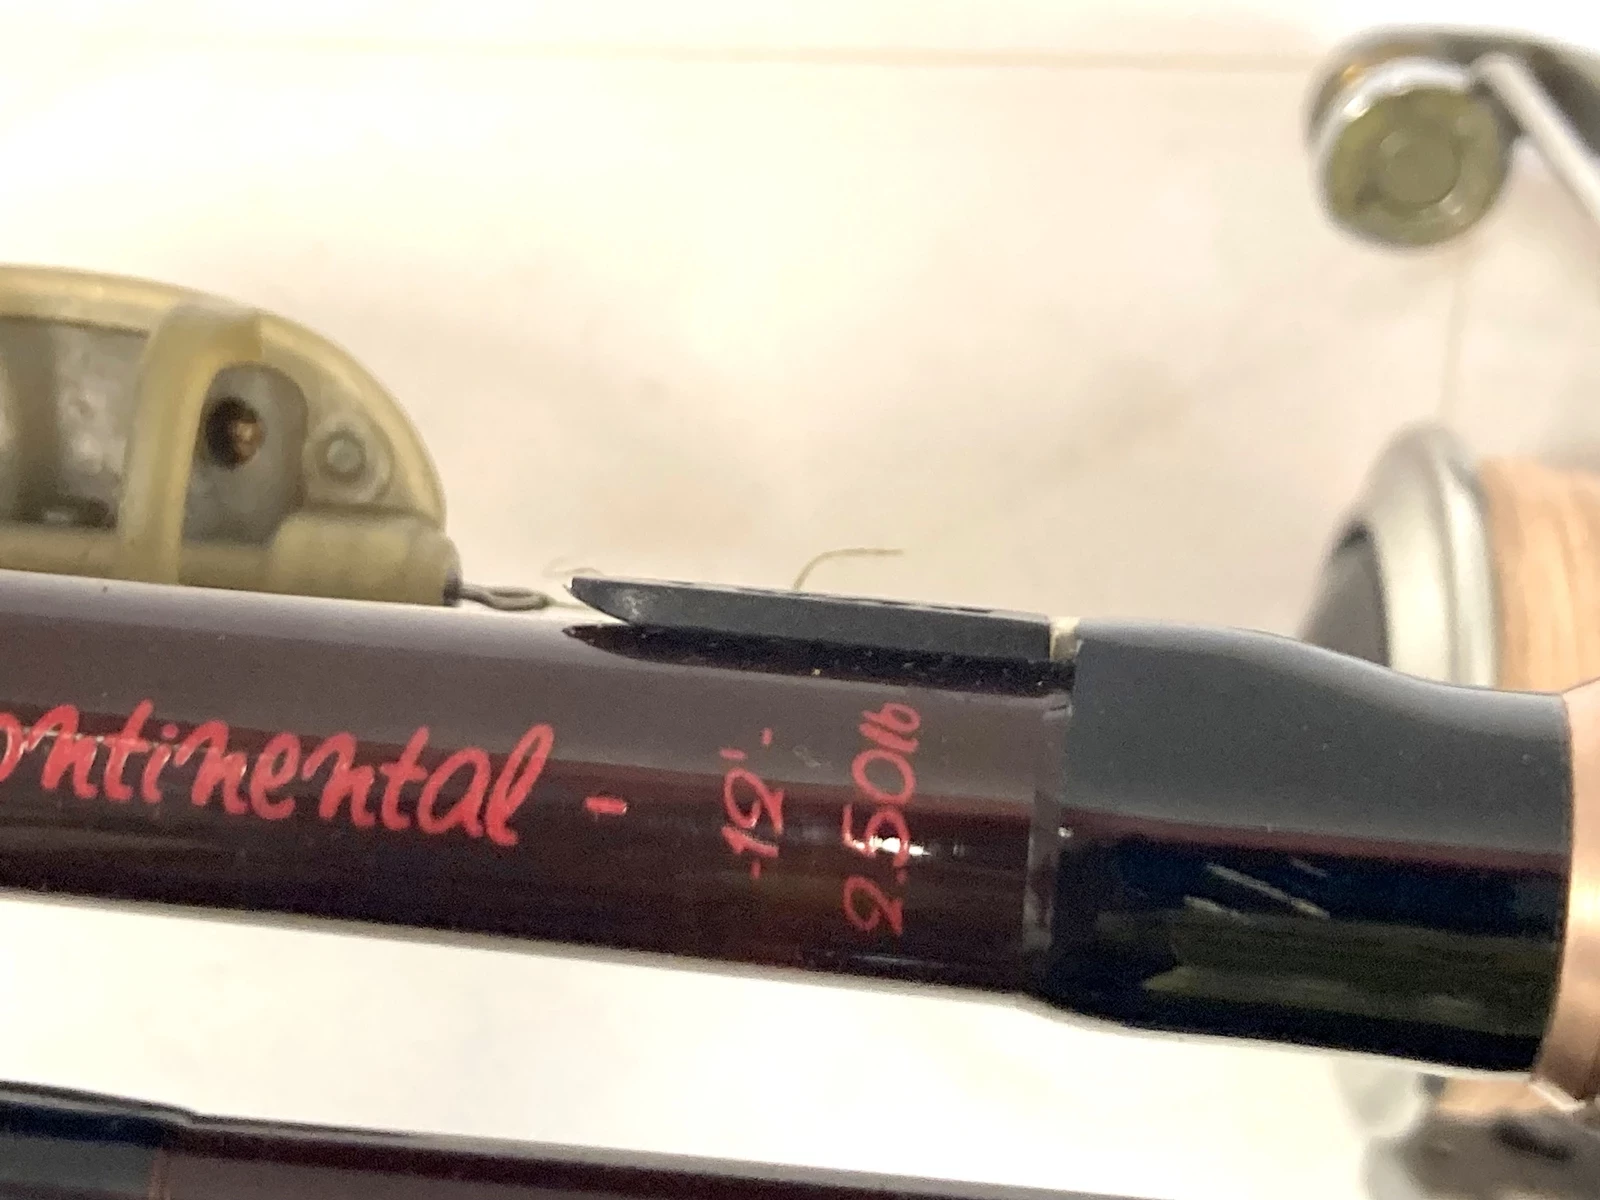 ontinental -
-12'-
2.50lb